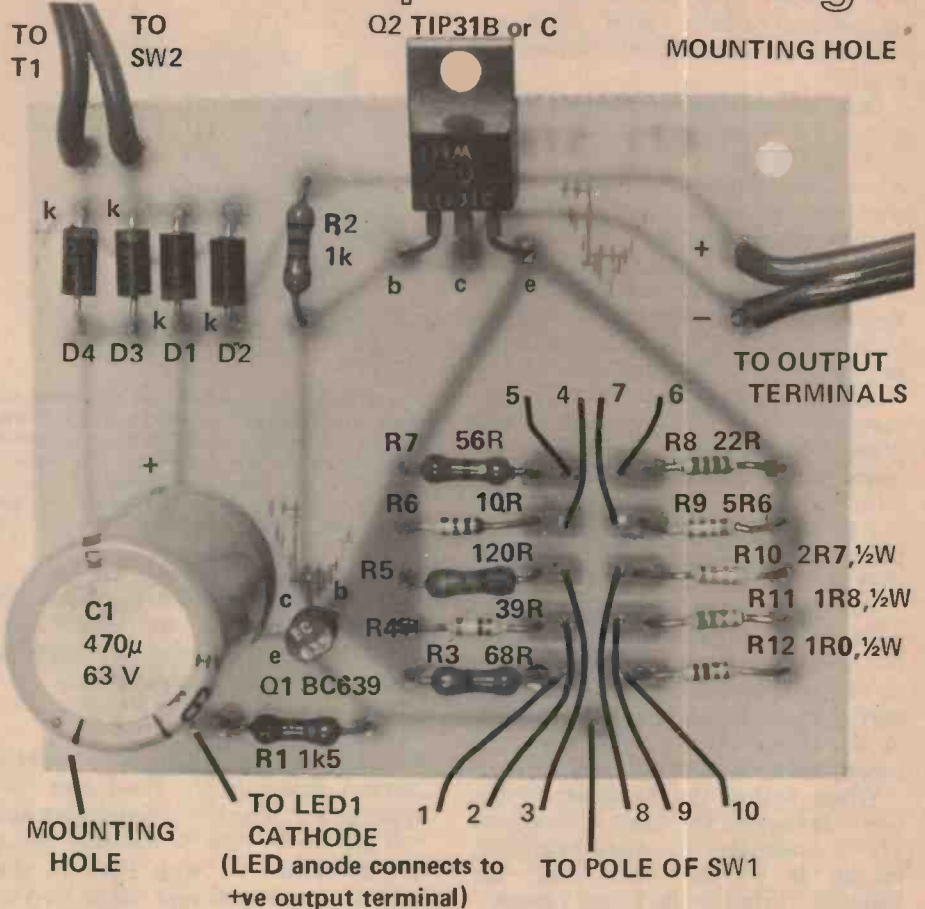 Q2 TIP31B or C
TO
T1
TO
SW2
MOUNTING HOLE
k
k
R2
1k
b
c
e
+
−
k
k
D4
D3
D1
D2
TO OUTPUT
TERMINALS
5
4
7
6
R7
56R
R8 22R
+
R6
10R
R9 5R6
120R
R5
R10 2R7,½W
c
b
39R
R11 1R8,½W
C1
470µ
63 V
R4
R12 1R0,½W
e
R3
68R
Q1 BC639
R1 1k5
1
2
3
8
9
10
MOUNTING
HOLE
TO LED1
CATHODE
(LED anode connects to
+ve output terminal)
TO POLE OF SW1